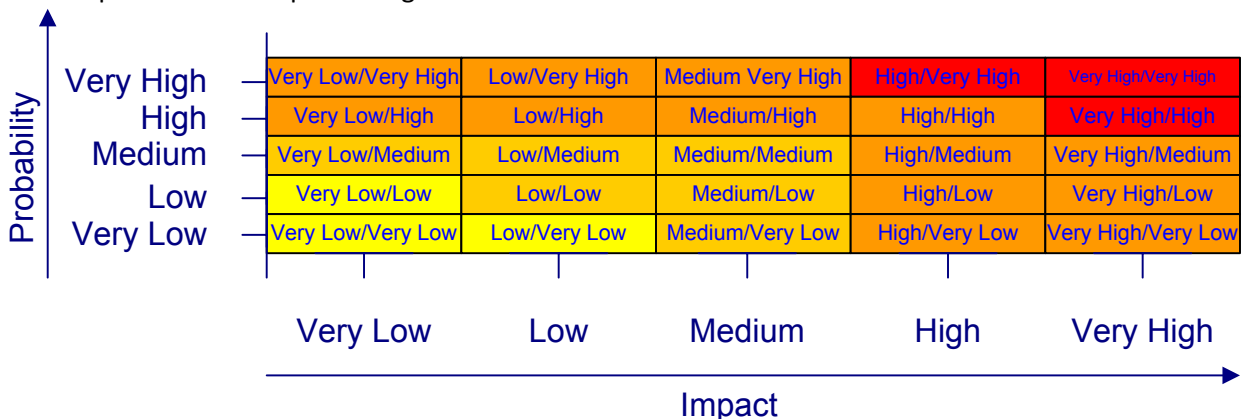 Very High Very Low/Very High Low/Very High Medium Very High High/Very High Very High/Very High
High Very Low/High Low/High Medium/High High/High Very High/High
Medium Very Low/Medium Low/Medium Medium/Medium High/Medium Very High/Medium
Low Very Low/Low Low/Low Medium/Low High/Low Very High/Low
Very Low Very Low/Very Low Low/Very Low Medium/Very Low High/Very Low Very High/Very Low
Probability
Very Low Low Medium High Very High
Impact